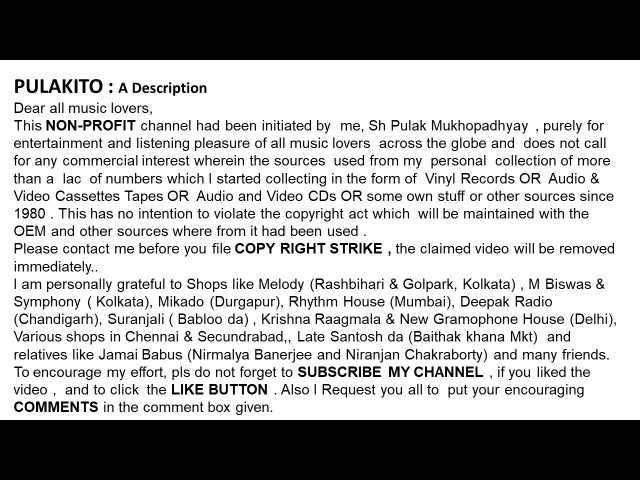 PULAKITO : A Description
Dear all music lovers,
This NON-PROFIT channel had been initiated by me, Sh Pulak Mukhopadhyay , purely for
entertainment and listening pleasure of all music lovers across the globe and does not call
for any commercial interest wherein the sources used from my personal collection of more
than a lac of numbers which I started collecting in the form of Vinyl Records OR Audio &
Video Cassettes Tapes OR Audio and Video CDs OR some own stuff or other sources since
1980 . This has no intention to violate the copyright act which will be maintained with the
OEM and other sources where from it had been used .
Please contact me before you file COPY RIGHT STRIKE , the claimed video will be removed
immediately..
I am personally grateful to Shops like Melody (Rashbihari & Golpark, Kolkata) , M Biswas &
Symphony ( Kolkata), Mikado (Durgapur), Rhythm House (Mumbai), Deepak Radio
(Chandigarh), Suranjali ( Babloo da) , Krishna Raagmala & New Gramophone House (Delhi),
Various shops in Chennai & Secundrabad,, Late Santosh da (Baithak khana Mkt) and
relatives like Jamai Babus (Nirmalya Banerjee and Niranjan Chakraborty) and many friends.
To encourage my effort, pls do not forget to SUBSCRIBE MY CHANNEL , if you liked the
video , and to click the LIKE BUTTON . Also I Request you all to put your encouraging
COMMENTS in the comment box given.